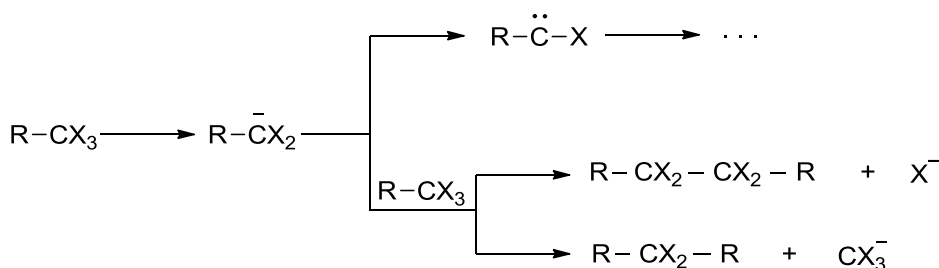 R–C̈–X → · · ·
R–CX₃ → R–C̄X₂
R–CX₃
R–CX₂–CX₂–R + X⁻
R–CX₂–R + CX₃⁻